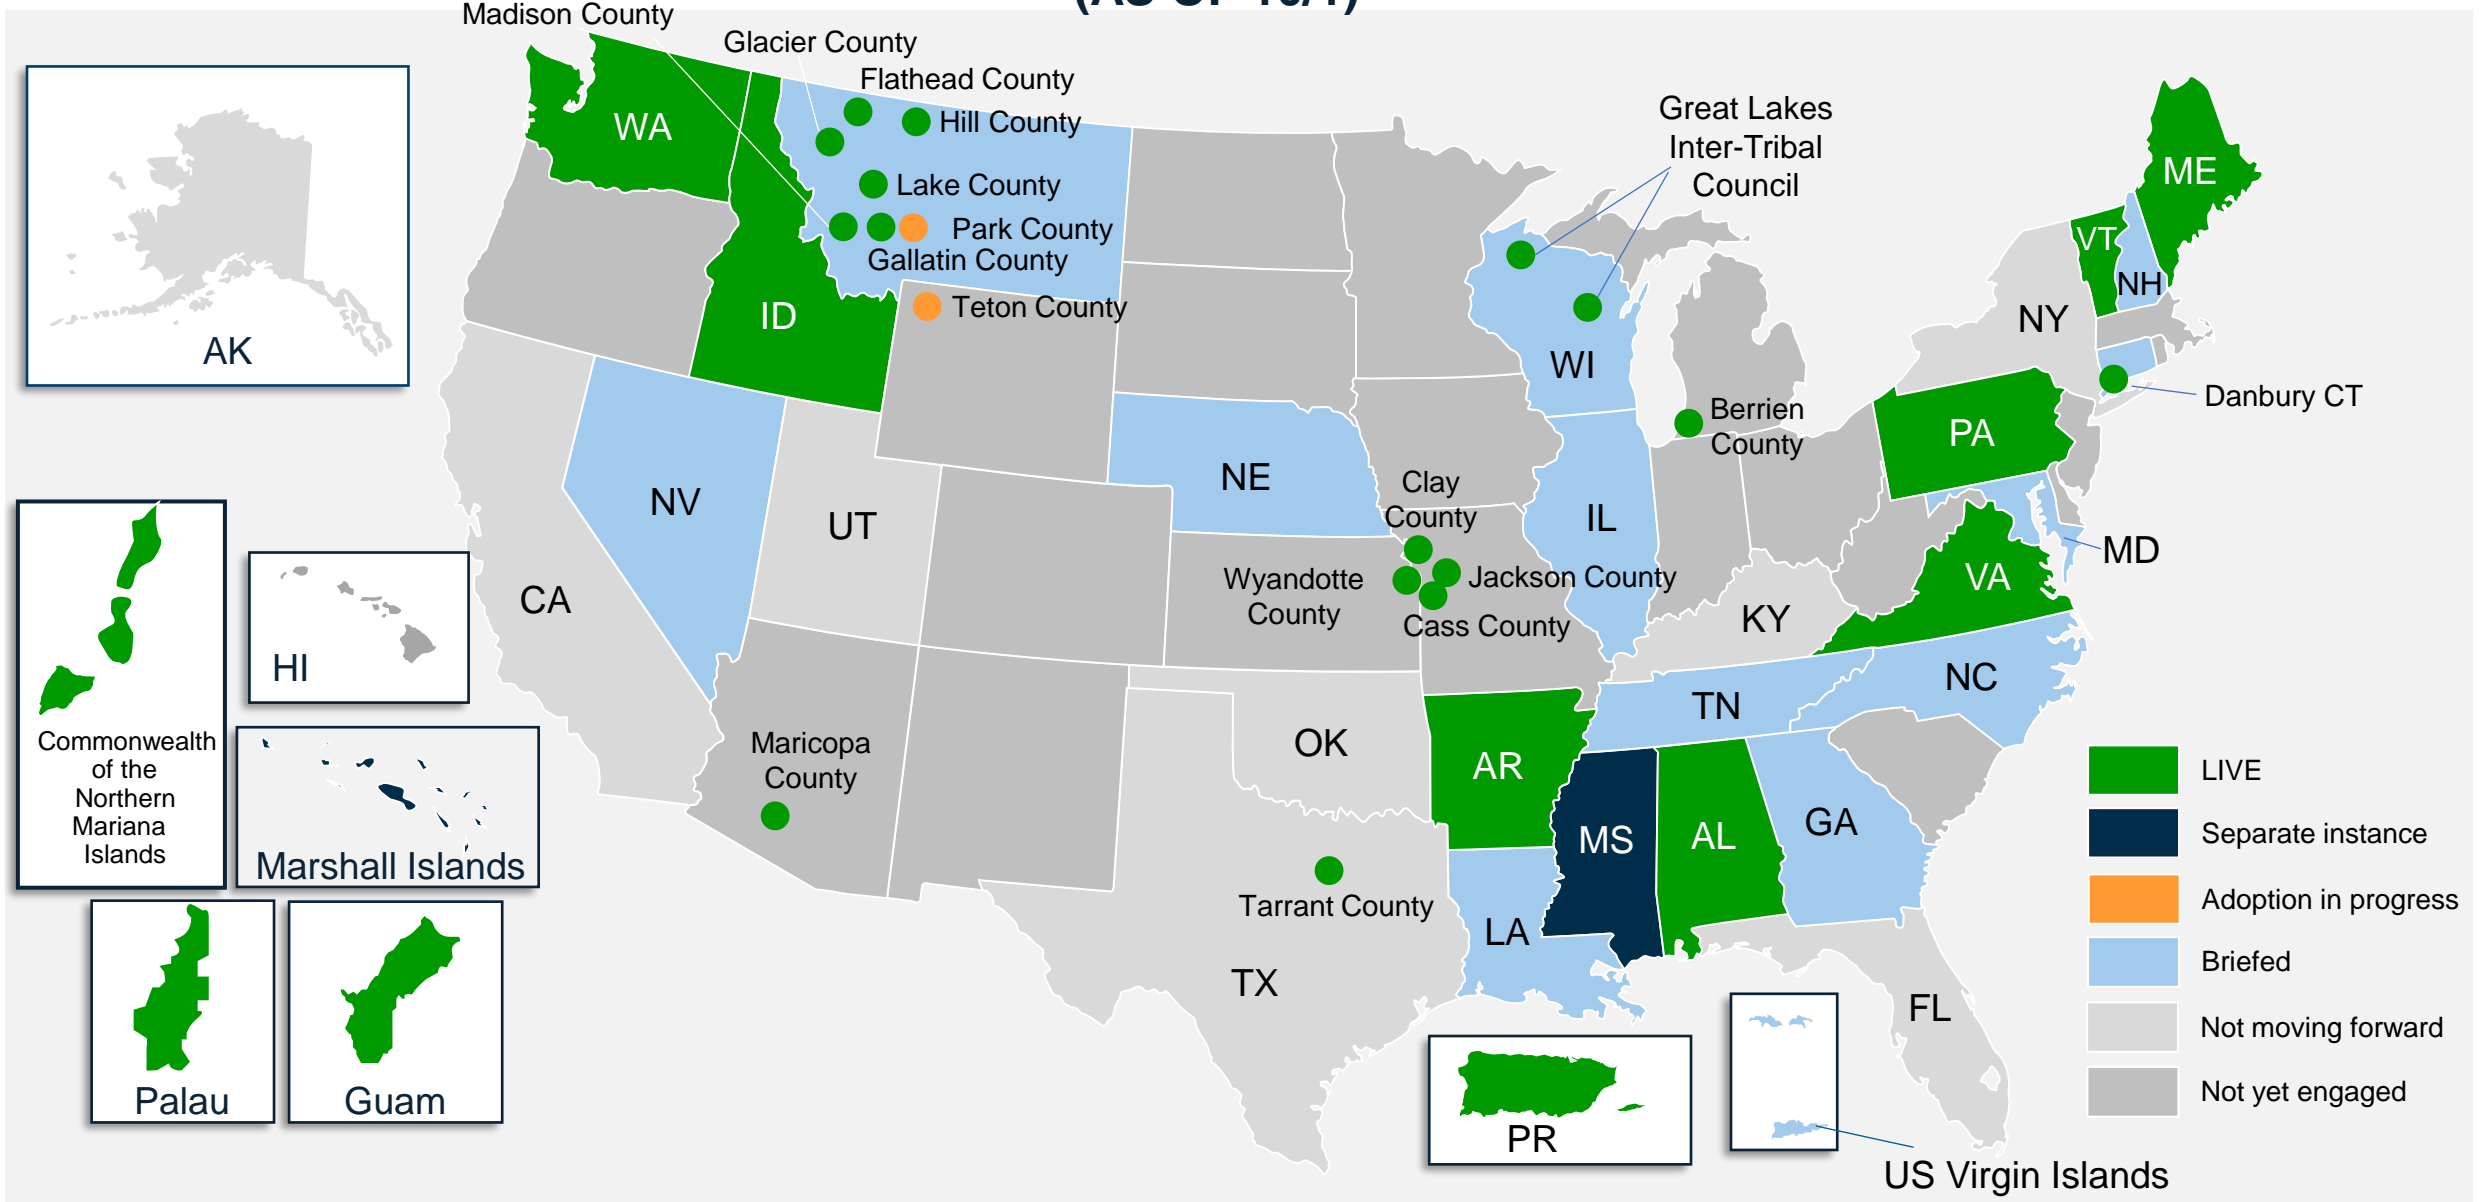 (AS OF 10/1)
Madison County
Glacier County
Flathead County
Hill County
Lake County
Park County
Gallatin County
Teton County
WA
ID
AK
Great Lakes
Inter-Tribal
Council
ME
VT
NH
NY
WI
Danbury CT
Berrien
County
PA
NE
NV
UT
CA
Clay
County
IL
MD
VA
Wyandotte
County
Jackson County
Cass County
KY
HI
NC
TN
Commonwealth
of the
Northern
Mariana
Islands
Maricopa
County
OK
AR
MS
AL
GA
Marshall Islands
Tarrant County
LA
TX
FL
Palau
Guam
PR
US Virgin Islands
LIVE
Separate instance
Adoption in progress
Briefed
Not moving forward
Not yet engaged